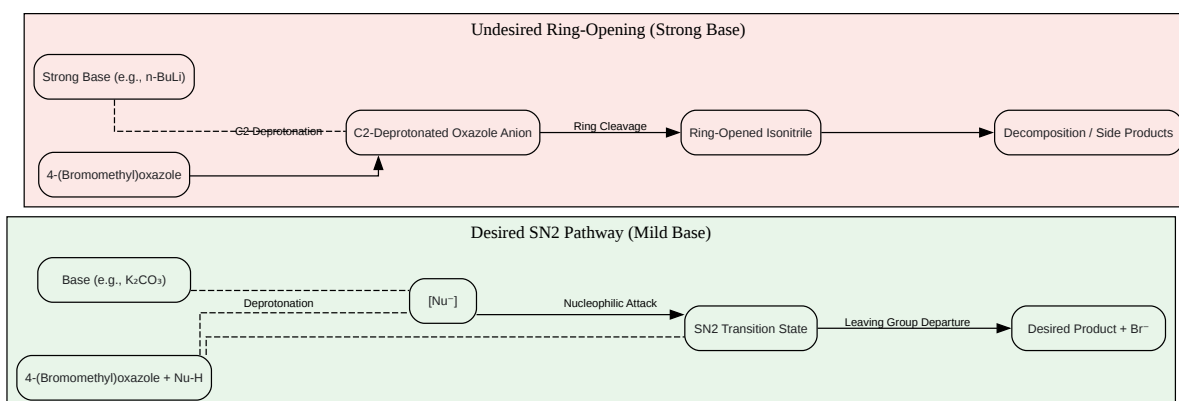 Undesired Ring-Opening (Strong Base)
Strong Base (e.g., n-BuLi)
C2-Deprotonation
C2-Deprotonated Oxazole Anion
Ring Cleavage
Ring-Opened Isonitrile
Decomposition / Side Products
4-(Bromomethyl)oxazole
Desired SN2 Pathway (Mild Base)
Base (e.g., K₂CO₃)
Deprotonation
[Nu⁻]
Nucleophilic Attack
SN2 Transition State
Leaving Group Departure
Desired Product + Br⁻
4-(Bromomethyl)oxazole + Nu-H